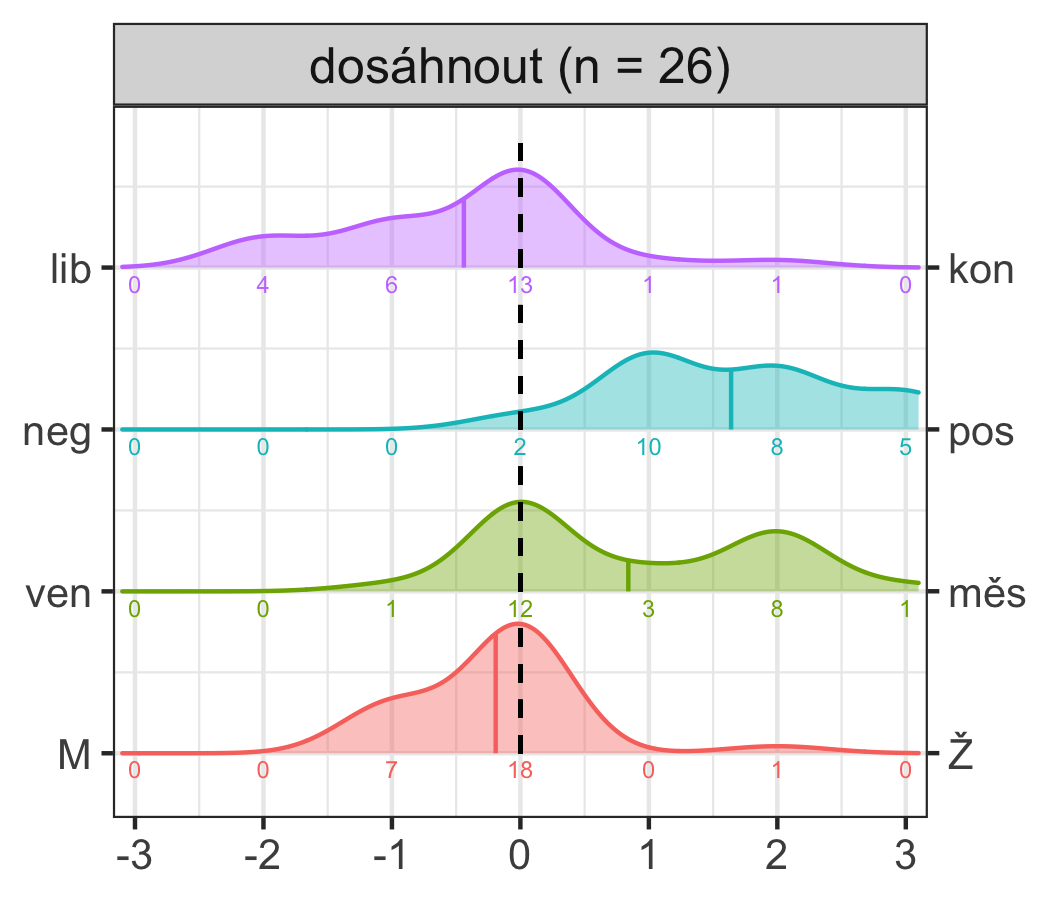 dosáhnout (n = 26)
lib kon
0 4 6 13 1 1 0
neg pos
0 0 0 2 10 8 5
ven měs
0 0 1 12 3 8 1
M Ž
0 0 7 18 0 1 0
-3 -2 -1 0 1 2 3